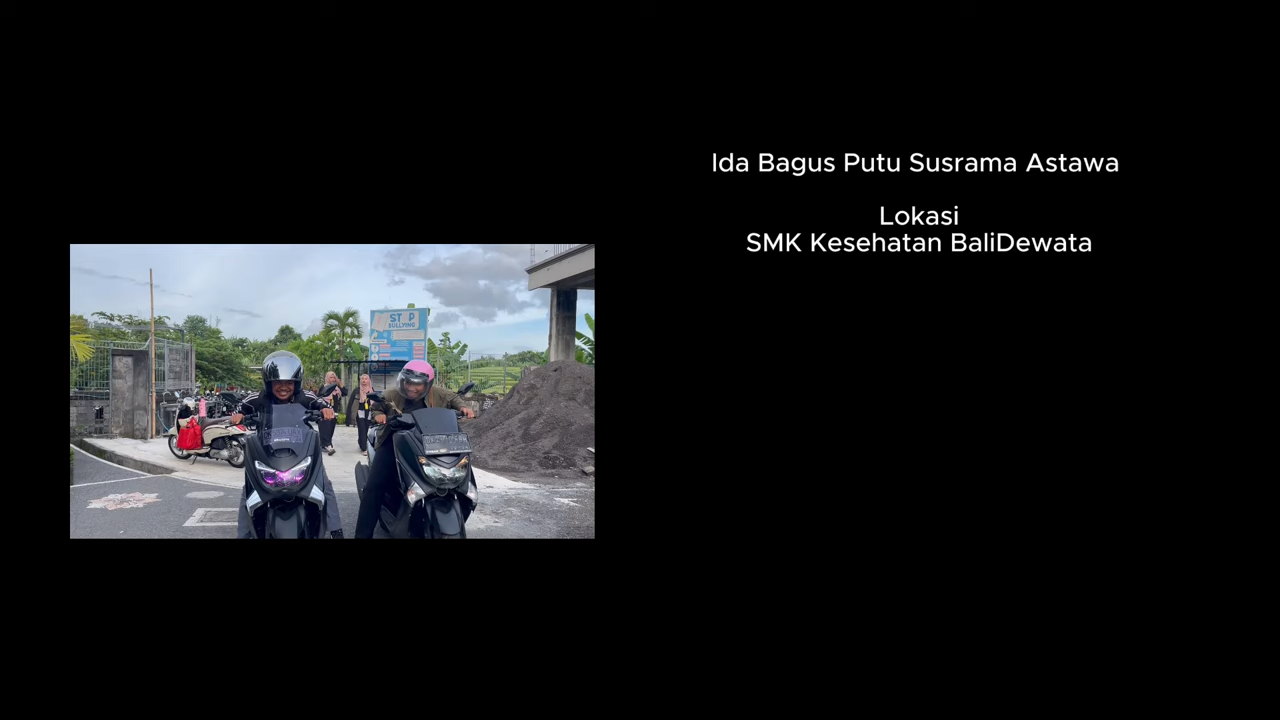 Ida Bagus Putu Susrama Astawa
Lokasi
SMK Kesehatan BaliDewata
STOP
BULLYING